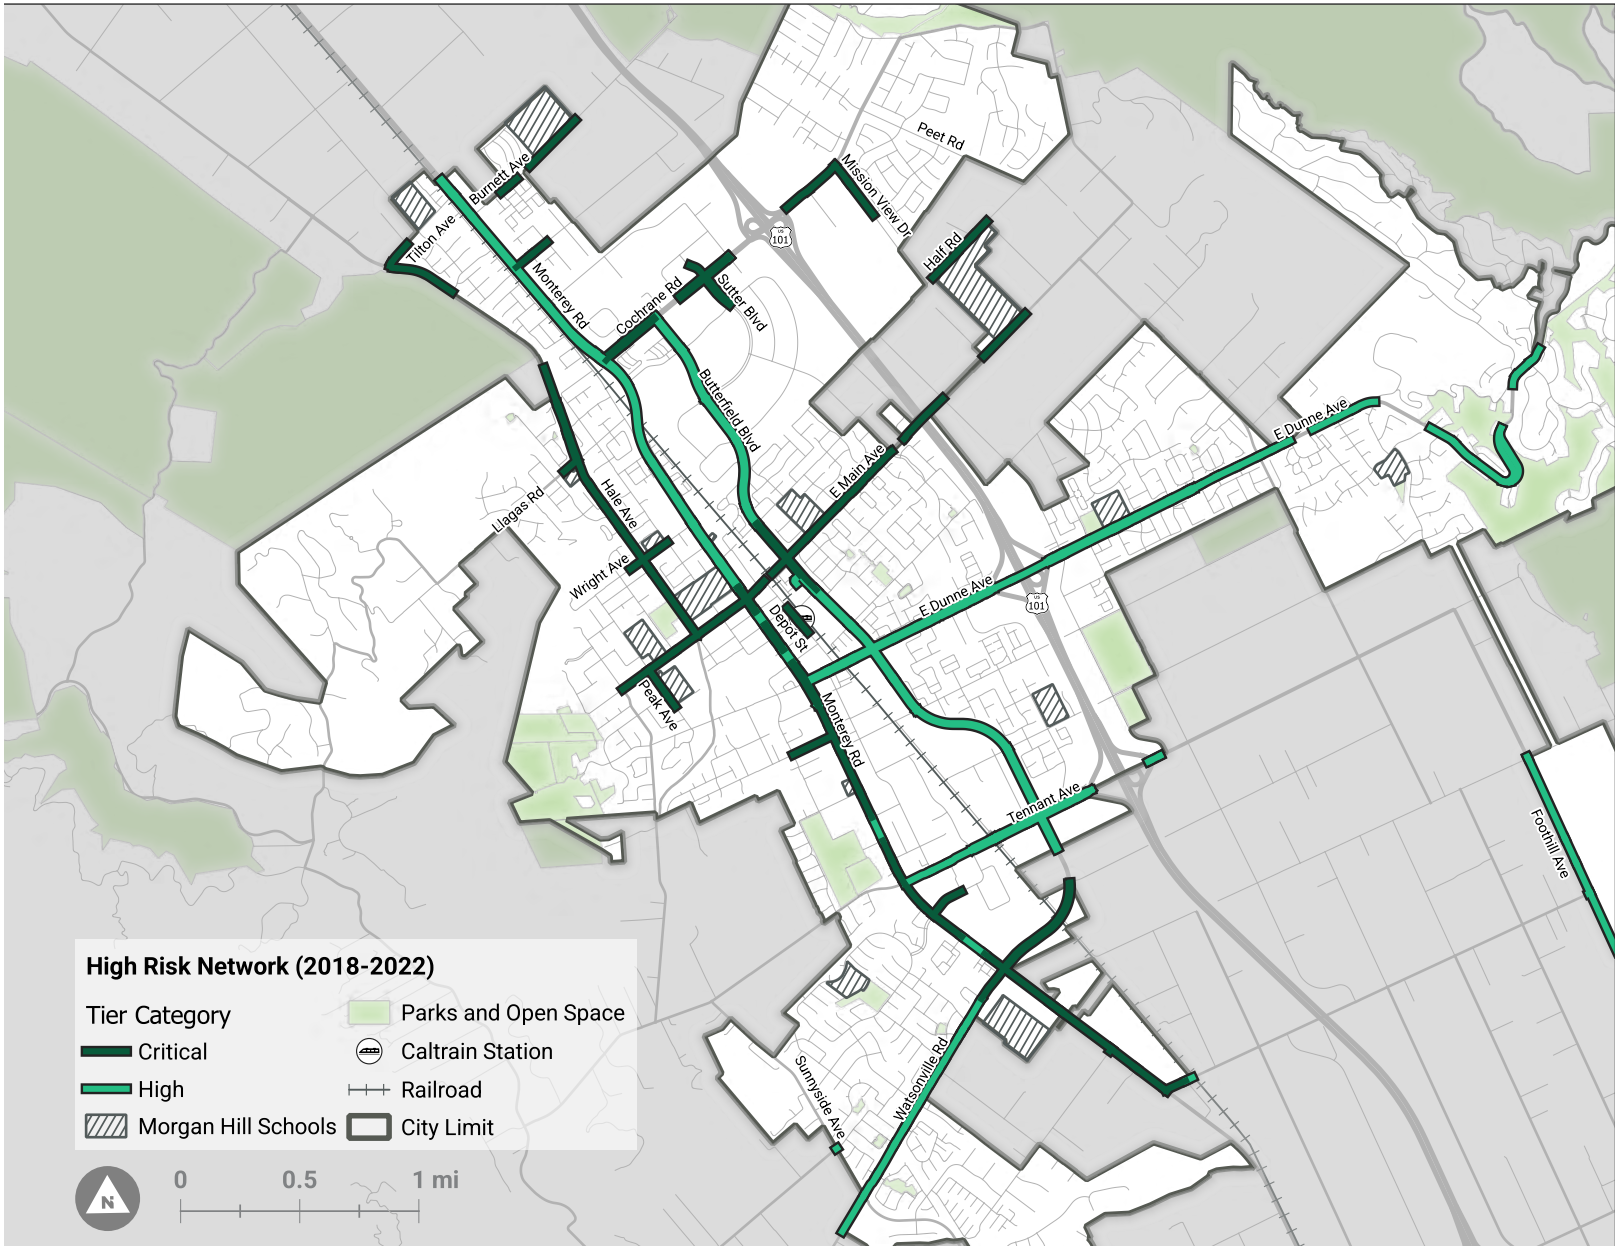 Peet Rd
Burnett Ave
Mission View Dr
Tilton Ave
US
101
Half Rd
Monterey Rd
Cochrane Rd
Sutter Blvd
Butterfield Blvd
E Dunne Ave
E Main Ave
Hale Ave
Llagas Rd
Wright Ave
E Dunne Ave
US
101
Depot St
Peak Ave
Monterey Rd
Tennant Ave
Foothill Ave
Sunnyside Ave
Watsonville Rd
High Risk Network (2018-2022)
Tier Category
Critical
High
Morgan Hill Schools
Parks and Open Space
Caltrain Station
Railroad
City Limit
N
0 0.5 1 mi